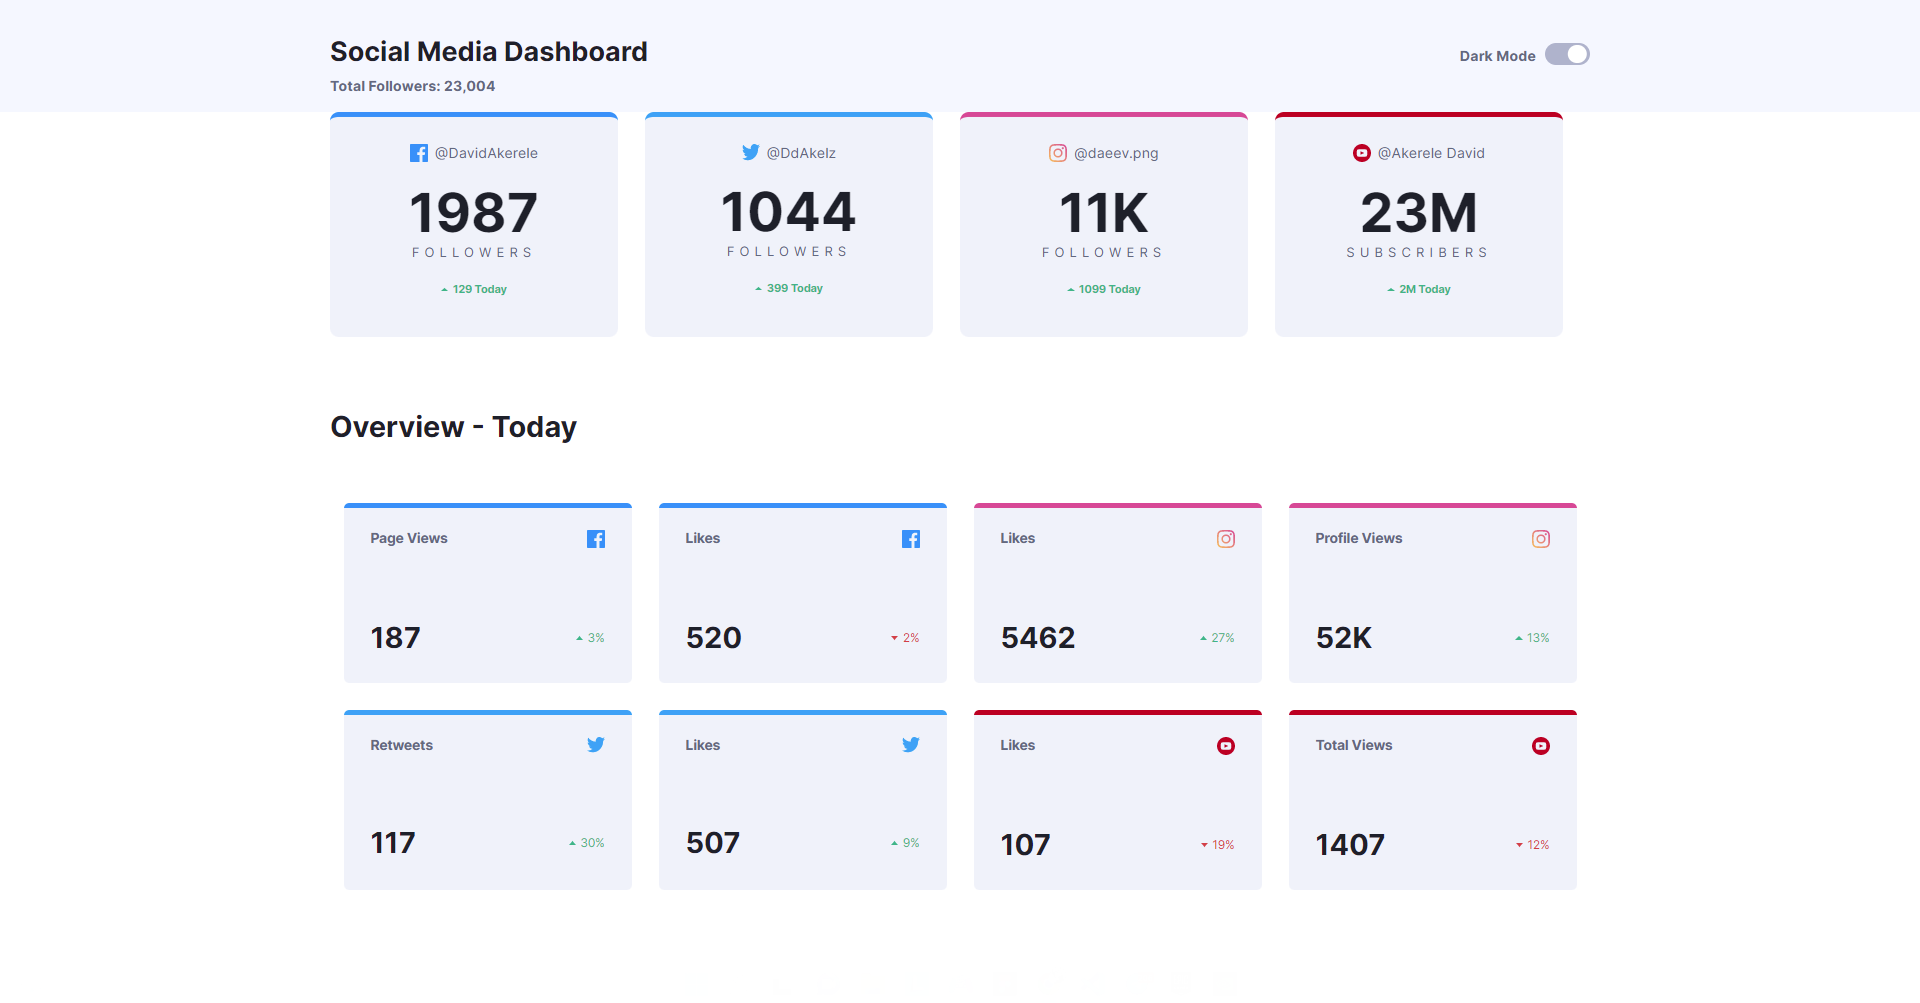 Social Media Dashboard
Total Followers: 23,004
Dark Mode
@DavidAkerele
1987
FOLLOWERS
129 Today
@DdAkelz
1044
FOLLOWERS
399 Today
@daeev.png
11K
FOLLOWERS
1099 Today
@Akerele David
23M
SUBSCRIBERS
2M Today
Overview - Today
Page Views
187
3%
Likes
520
2%
Likes
5462
27%
Profile Views
52K
13%
Retweets
117
30%
Likes
507
9%
Likes
107
19%
Total Views
1407
12%